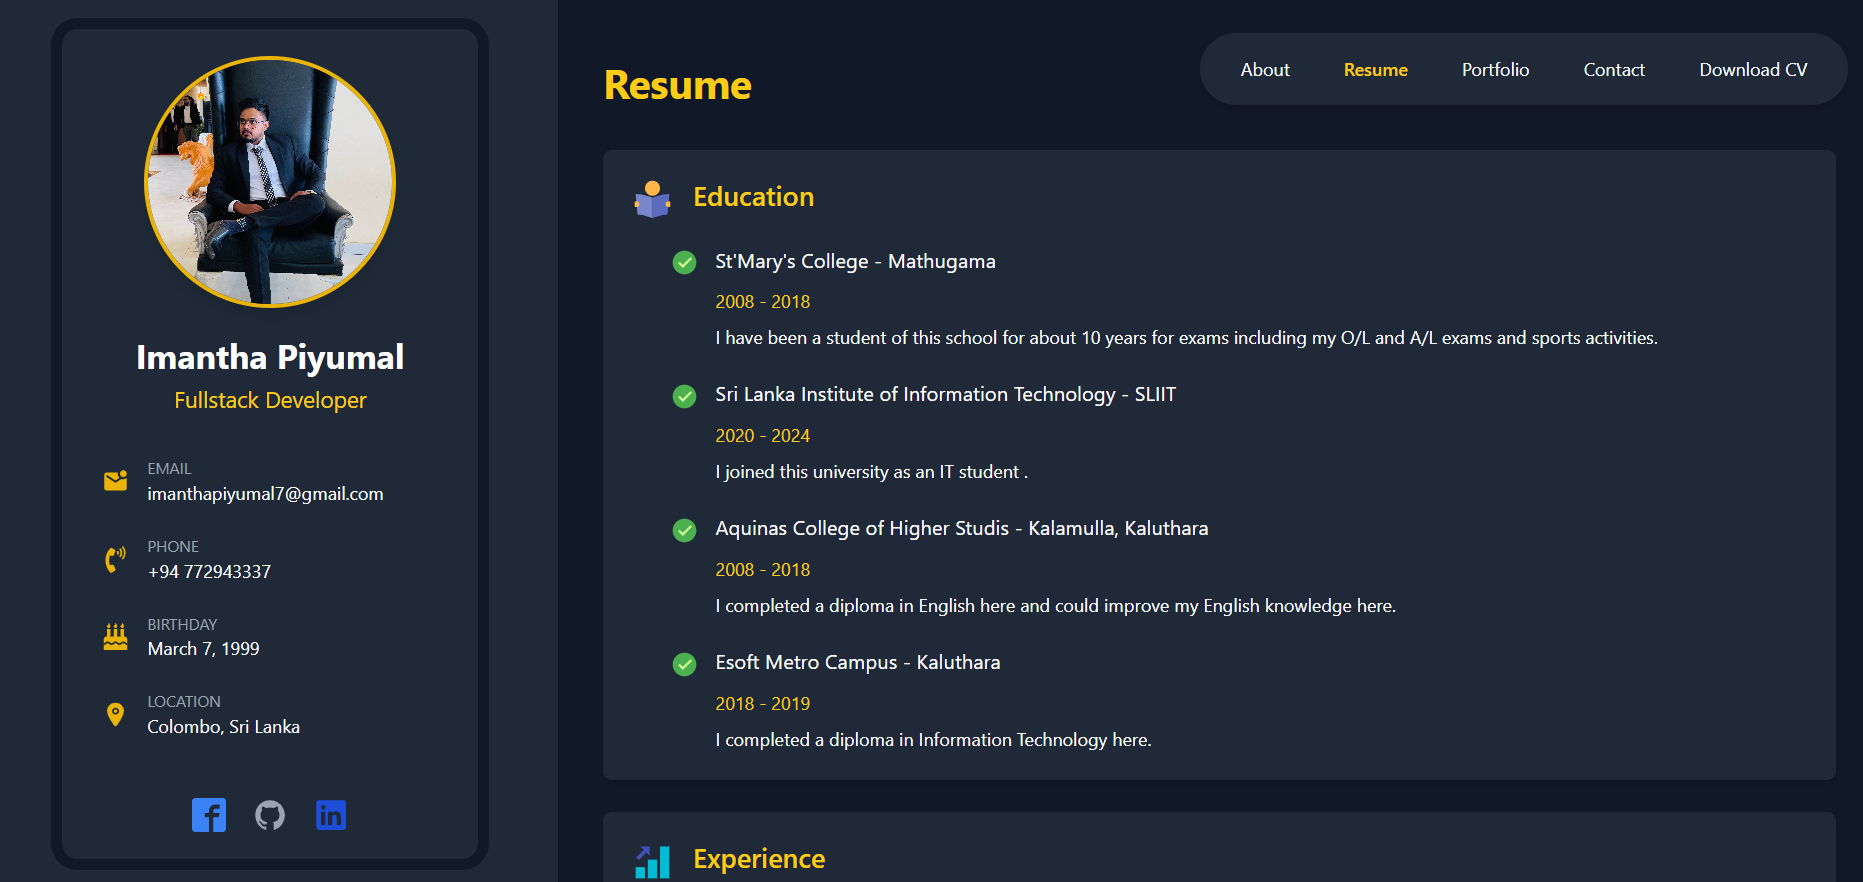 Imantha Piyumal
Fullstack Developer
EMAIL
imanthapiyumal7@gmail.com
PHONE
+94 772943337
BIRTHDAY
March 7, 1999
LOCATION
Colombo, Sri Lanka
About Resume Portfolio Contact Download CV
Resume
Education
St'Mary's College - Mathugama
2008 - 2018
I have been a student of this school for about 10 years for exams including my O/L and A/L exams and sports activities.
Sri Lanka Institute of Information Technology - SLIIT
2020 - 2024
I joined this university as an IT student .
Aquinas College of Higher Studis - Kalamulla, Kaluthara
2008 - 2018
I completed a diploma in English here and could improve my English knowledge here.
Esoft Metro Campus - Kaluthara
2018 - 2019
I completed a diploma in Information Technology here.
Experience